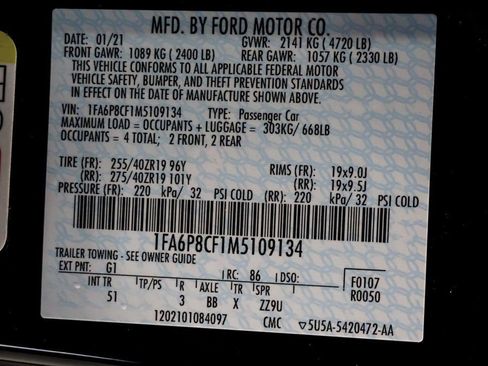 MFD. BY FORD MOTOR CO.
DATE: 01/21 GVWR: 2141 KG ( 4720 LB)
FRONT GAWR: 1089 KG ( 2400 LB) REAR GAWR: 1057 KG ( 2330 LB)
THIS VEHICLE CONFORMS TO ALL APPLICABLE FEDERAL MOTOR
VEHICLE SAFETY, BUMPER, AND THEFT PREVENTION STANDARDS
IN EFFECT ON THE DATE OF MANUFACTURE SHOWN ABOVE.
VIN: 1FA6P8CF1M5109134 TYPE: Passenger Car
MAXIMUM LOAD = OCCUPANTS + LUGGAGE = 303KG/ 668LB
OCCUPANTS = 4 TOTAL; 2 FRONT, 2 REAR
TIRE (FR): 255/40ZR19 96Y RIMS (FR): 19x9.0J
(RR): 275/40ZR19 101Y (RR): 19x9.5J
PRESSURE (FR): 220 kPa/ 32 PSI COLD (RR): 220 kPa/ 32 PSI COLD
1FA6P8CF1M5109134
TRAILER TOWING - SEE OWNER GUIDE
EXT PNT: G1 RC: 86 DSO: F0107
INT TR TP/PS R AXLE TR SPR R0050
51 3 BB X ZZ9U
1202101084097 CMC ▽5U5A-5420472-AA